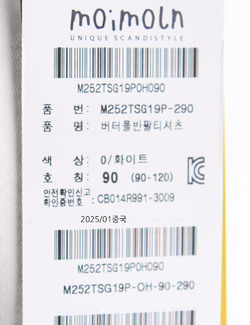 moimoln
UNIQUE SCANDISTYLE
M252TSG19P0H090
품 번: M252TSG19P-290
품 명: 버터풀반팔티셔츠
색 상: 0/화이트
호 칭: 90 (90-120)
안전확인신고
확인증번호 :CB014R991-3009
2025/01중국
M252TSG19P0H090
M252TSG19P-OH-90-290